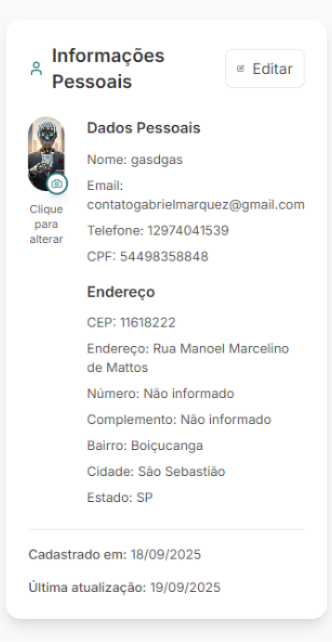 Informações
Pessoais
Editar
Clique
para
alterar
Dados Pessoais
Nome: gasdgas
Email:
contatogabrielmarquez@gmail.com
Telefone: 12974041539
CPF: 54498358848
Endereço
CEP: 11618222
Endereço: Rua Manoel Marcelino
de Mattos
Número: Não informado
Complemento: Não informado
Bairro: Boiçucanga
Cidade: São Sebastião
Estado: SP
Cadastrado em: 18/09/2025
Última atualização: 19/09/2025